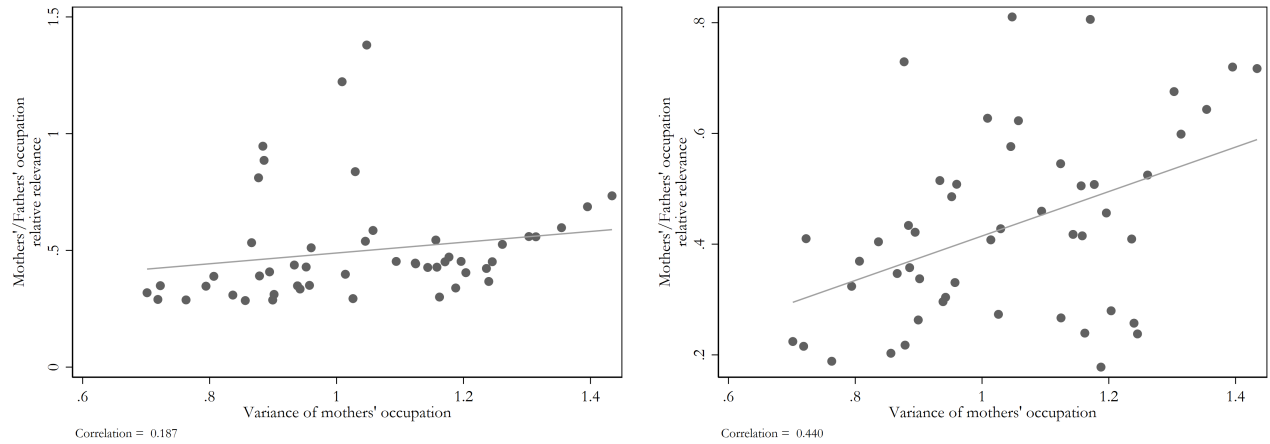 Mothers'/Fathers' occupation
relative relevance
1.5
1
.5
0
.6 .8 1 1.2 1.4
Variance of mothers' occupation
Correlation = 0.187
Mothers'/Fathers' occupation
relative relevance
.8
.6
.4
.2
.6 .8 1 1.2 1.4
Variance of mothers' occupation
Correlation = 0.440